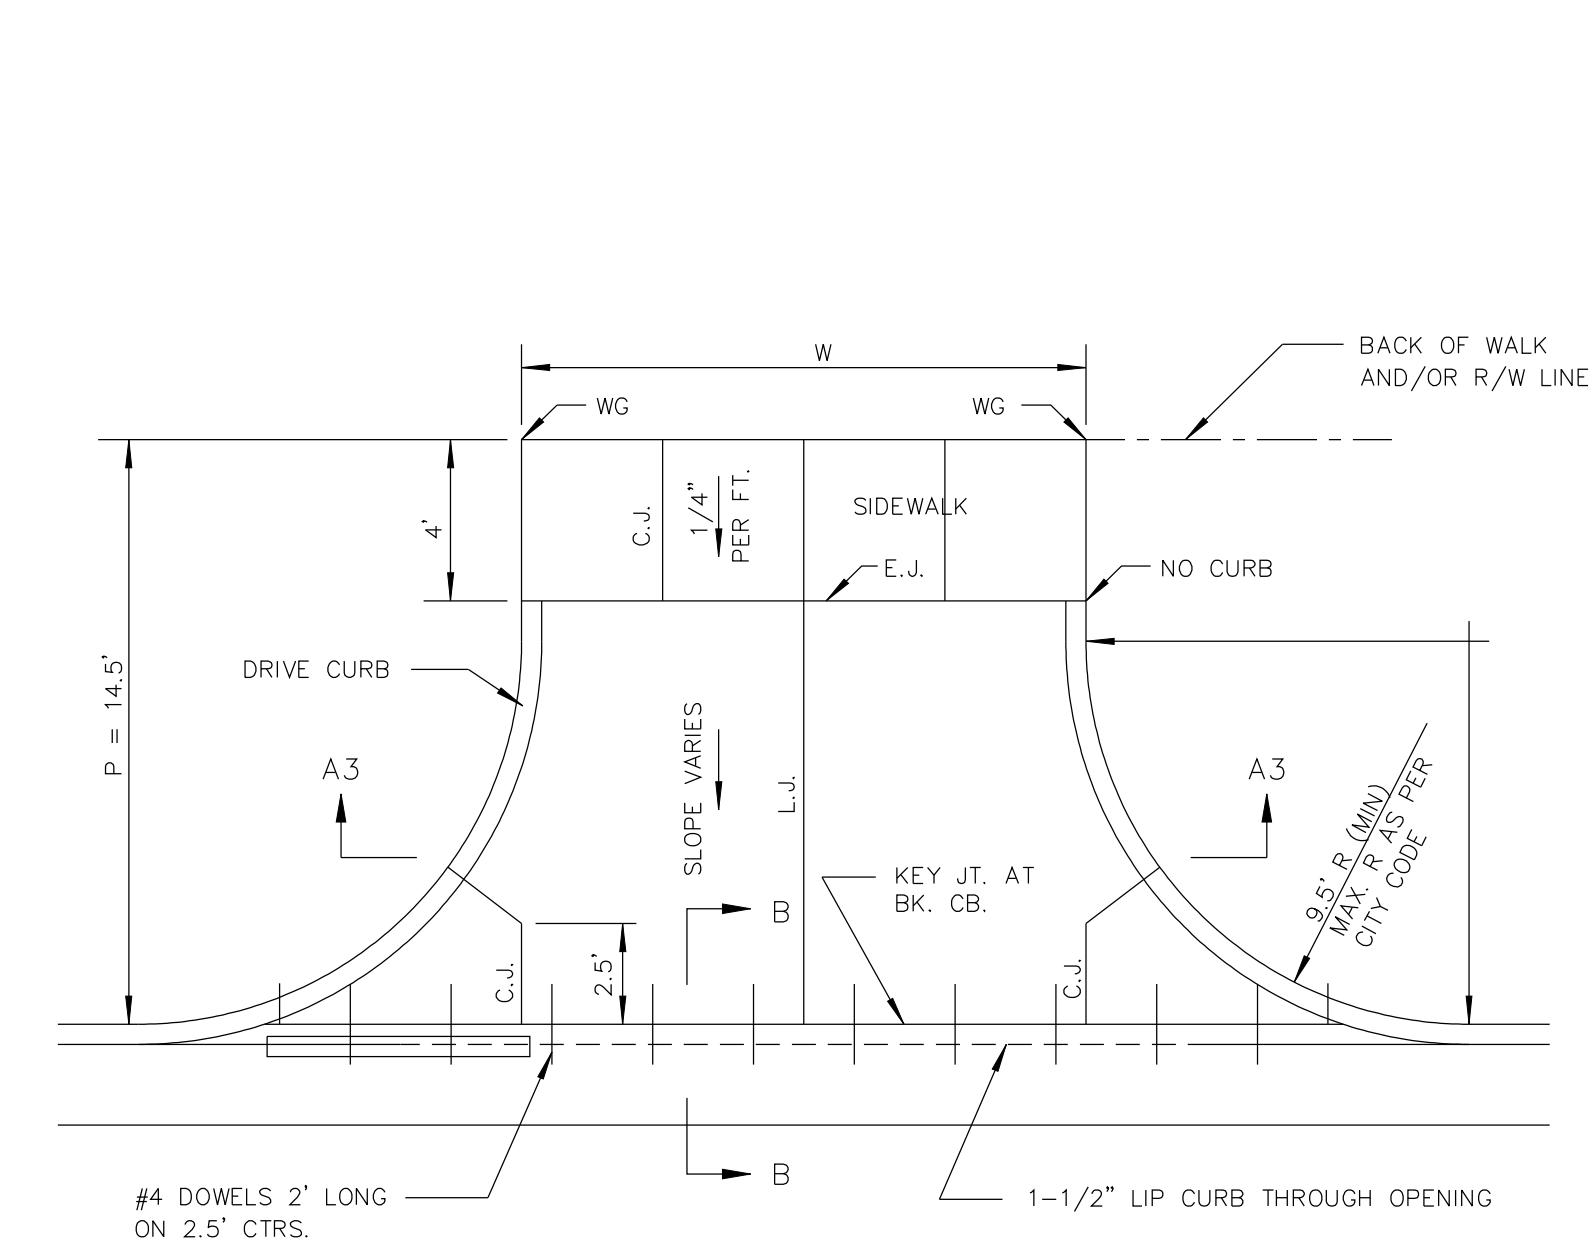 W
BACK OF WALK
AND/OR R/W LINE
WG
WG
4'
C.J.
1/4"
PER FT.
SIDEWALK
E.J.
NO CURB
P = 14.5'
DRIVE CURB
SLOPE VARIES
L.J.
A3
A3
9.5' R (MIN)
MAX. R AS PER
CITY CODE
KEY JT. AT
BK. CB.
B
C.J.
2.5'
C.J.
B
#4 DOWELS 2' LONG
ON 2.5' CTRS.
1-1/2" LIP CURB THROUGH OPENING